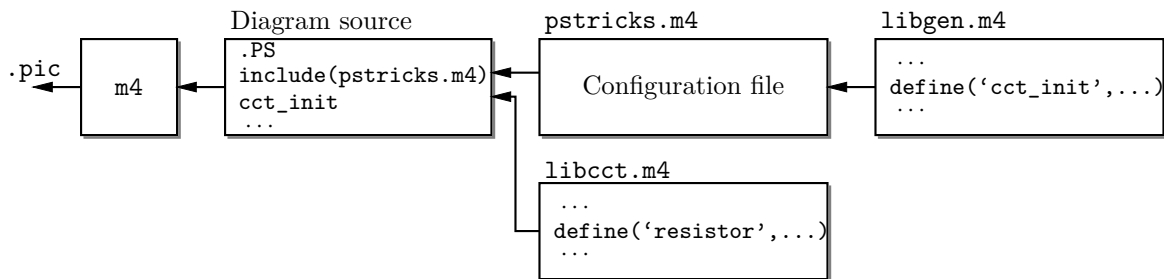 .pic
m4
Diagram source
.PS
include(pstricks.m4)
cct_init
...
pstricks.m4
Configuration file
libgen.m4
...
define(‘cct_init’,...)
...
libcct.m4
...
define(‘resistor’,...)
...